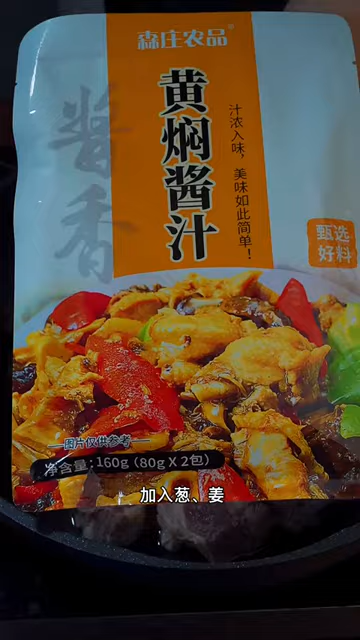 森庄农品
黄焖酱汁
汁浓入味，美味如此简单！
酱香
甄选
好料
图片仅供参考
净含量：160g（80g X 2包）
加入葱、姜